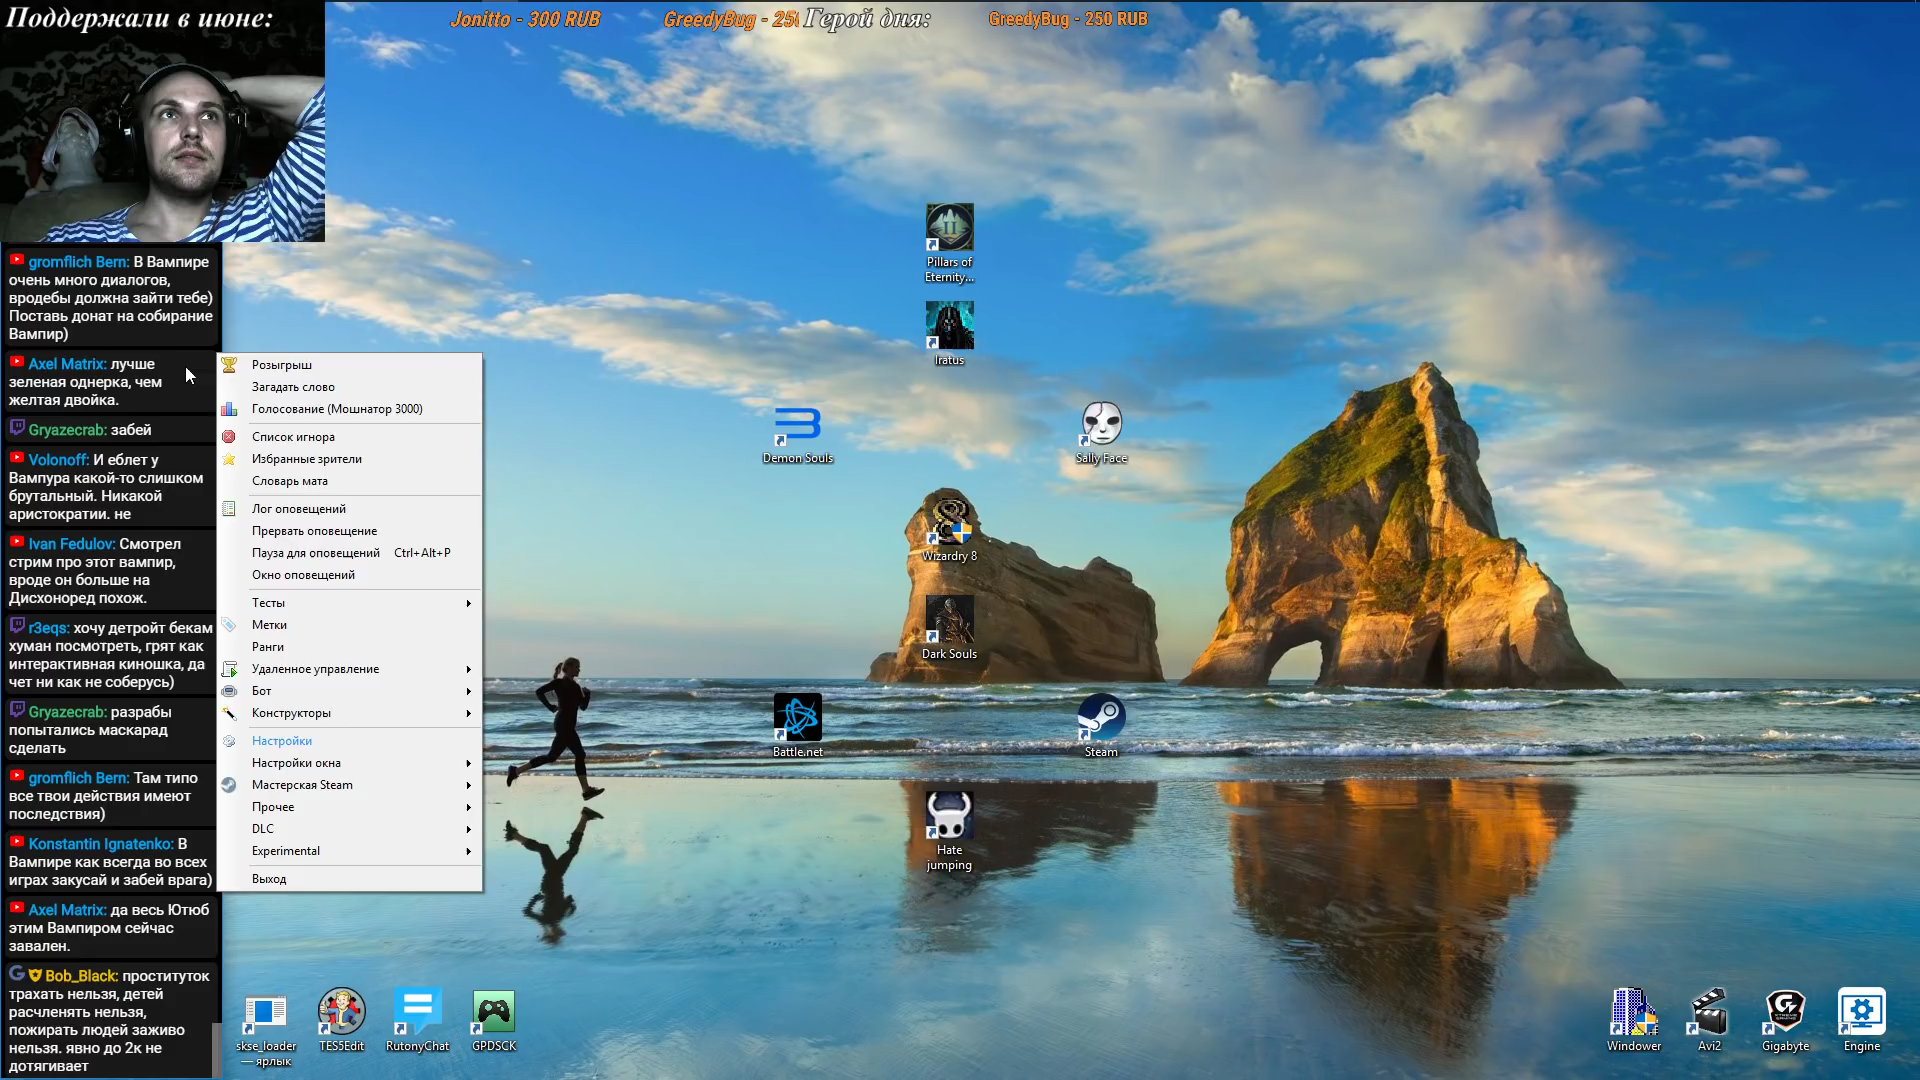 Поддержали в июне:
Jonitto - 300 RUB
GreedyBug - 250
Герой дня:
GreedyBug - 250 RUB
gromflich Bern: В Вампире
очень много диалогов,
вродебы должна зайти тебе)
Поставь донат на собирание
Вампир)
Axel Matrix: лучше
зеленая однерка, чем
желтая двойка.
Gryazecrab: забей
Volonoff: И еблет у
Вампура какой-то слишком
брутальный. Никакой
аристократии. не
Ivan Fedulov: Смотрел
стрим про этот вампир,
вроде он больше на
Дисхоноред похож.
r3eqs: хочу детройт бекам
хуман посмотреть, грят как
интерактивная киношка, да
чет ни как не соберусь)
Gryazecrab: разрабы
попытались маскарад
сделать
gromflich Bern: Там типо
все твои действия имеют
последствия)
Konstantin Ignatenko: В
Вампире как всегда во всех
играх закусай и забей врага)
Axel Matrix: да весь Ютюб
этим Вампиром сейчас
завален.
Bob_Black: проституток
трахать нельзя, детей
расчленять нельзя,
пожирать людей заживо
нельзя. явно до 2к не
дотягивает
Розыгрыш
Загадать слово
Голосование (Мошнатор 3000)
Список игнора
Избранные зрители
Словарь мата
Лог оповещений
Прервать оповещение
Пауза для оповещений Ctrl+Alt+P
Окно оповещений
Тесты
Метки
Ранги
Удаленное управление
Бот
Конструкторы
Настройки
Настройки окна
Мастерская Steam
Прочее
DLC
Experimental
Выход
Pillars of
Eternity...
Iratus
Demon Souls
Sally Face
Wizardry 8
Dark Souls
Battle.net
Steam
Hate
jumping
skse_loader
— ярлык
TES5Edit
RutonyChat
GPDSCK
Windower
Avi2
Gigabyte
Engine